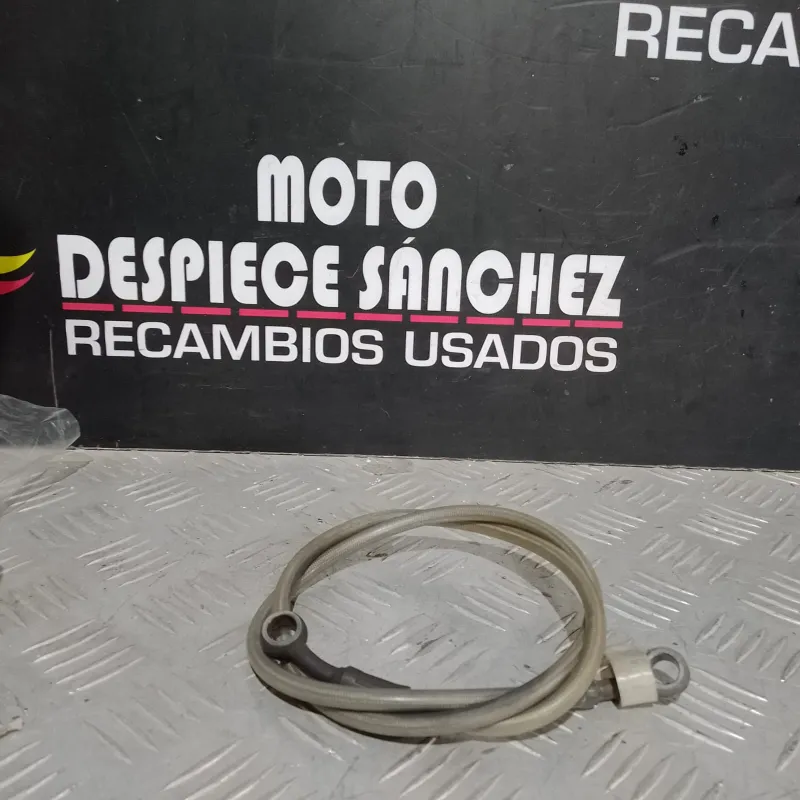 RECA
MOTO
DESPIECE SÁNCHEZ
RECAMBIOS USADOS